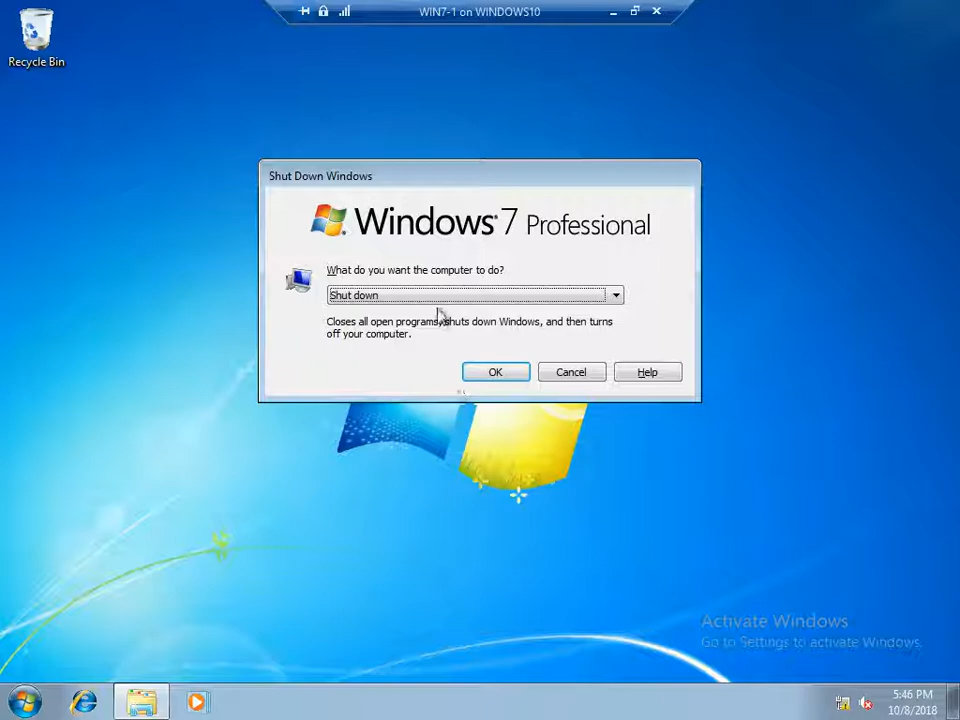 WIN7-1 on WINDOWS10
Recycle Bin
Shut Down Windows
Windows 7 Professional
What do you want the computer to do?
Shut down
Closes all open programs, shuts down Windows, and then turns
off your computer.
OK
Cancel
Help
Activate Windows
Go to Settings to activate Windows.
5:46 PM
10/8/2018